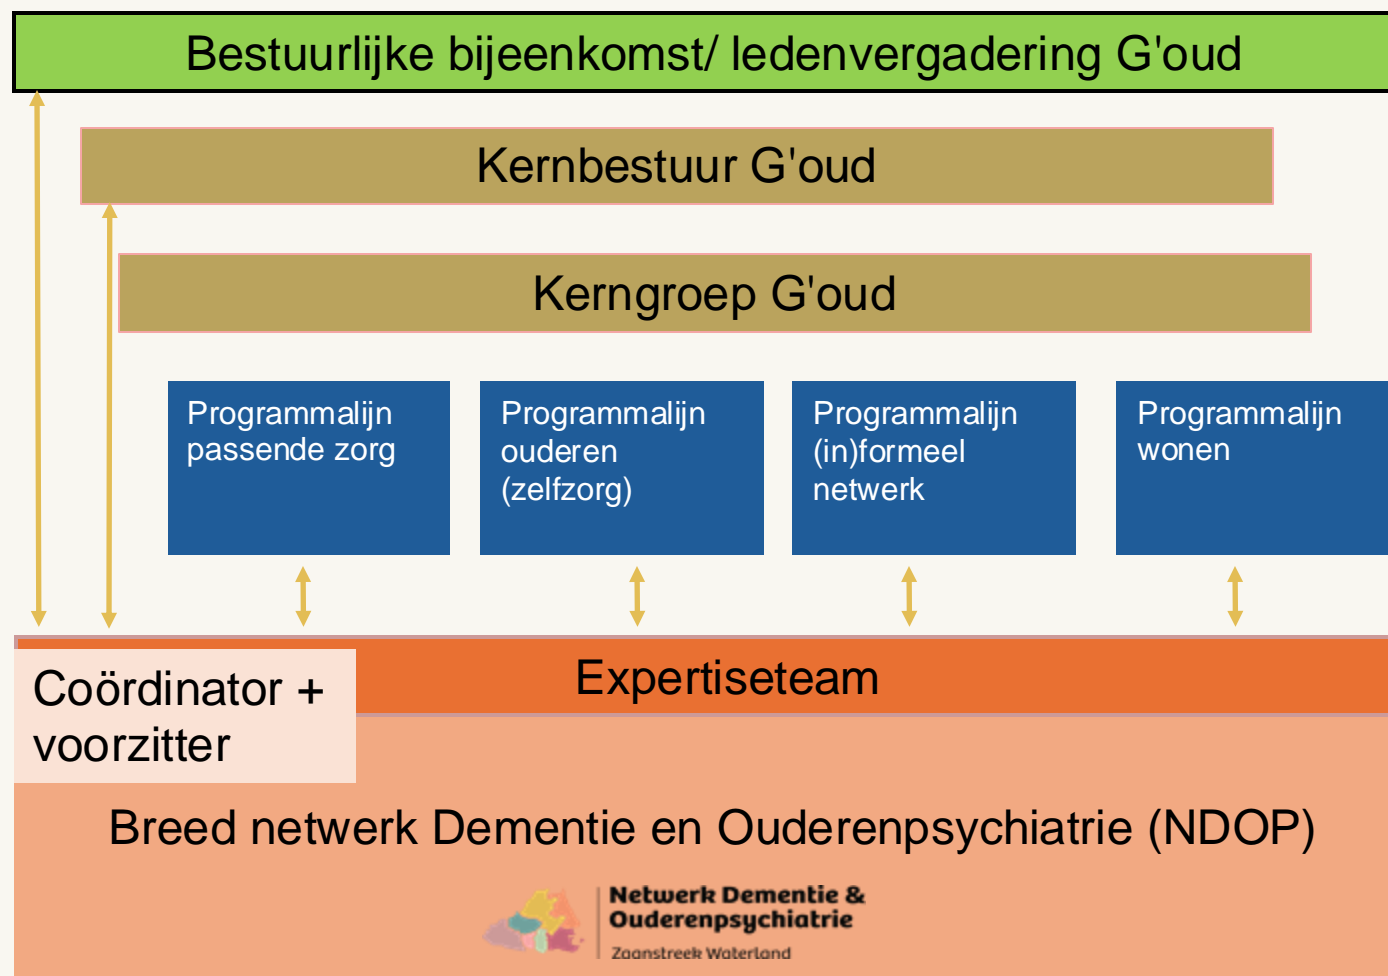 Bestuurlijke bijeenkomst/ ledenvergadering G'oud
Kernbestuur G'oud
Kerngroep G'oud
Programmalijn
passende zorg
Programmalijn
ouderen
(zelfzorg)
Programmalijn
(in)formeel
netwerk
Programmalijn
wonen
Coördinator +
voorzitter
Expertiseteam
Breed netwerk Dementie en Ouderenpsychiatrie (NDOP)
Netwerk Dementie &
Ouderenpsychiatrie
Zaanstreek Waterland